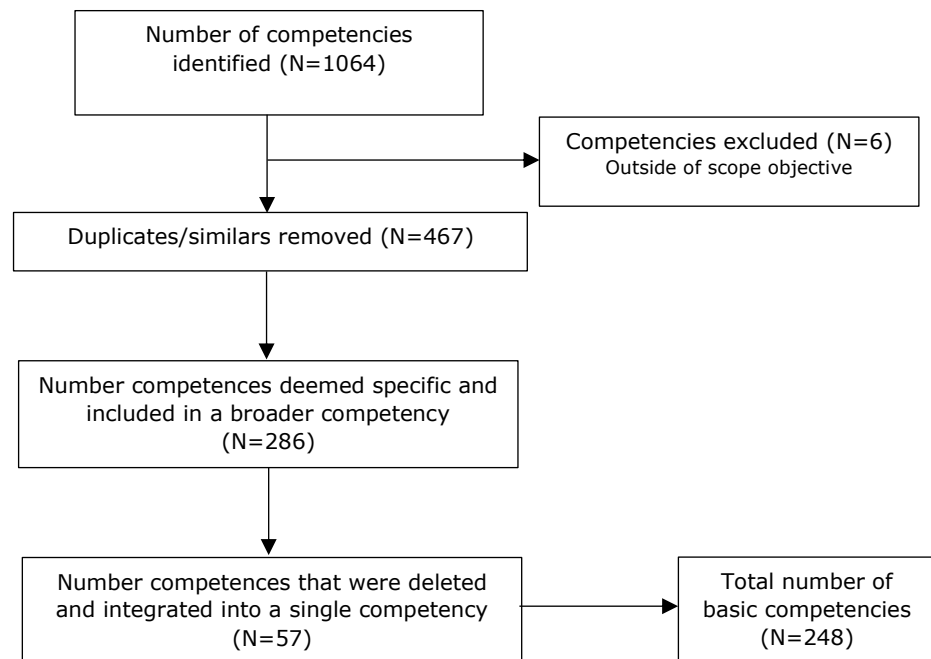 Number of competencies
identified (N=1064)
Competencies excluded (N=6)
Outside of scope objective
Duplicates/similars removed (N=467)
Number competences deemed specific and
included in a broader competency
(N=286)
Number competences that were deleted
and integrated into a single competency
(N=57)
Total number of
basic competencies
(N=248)